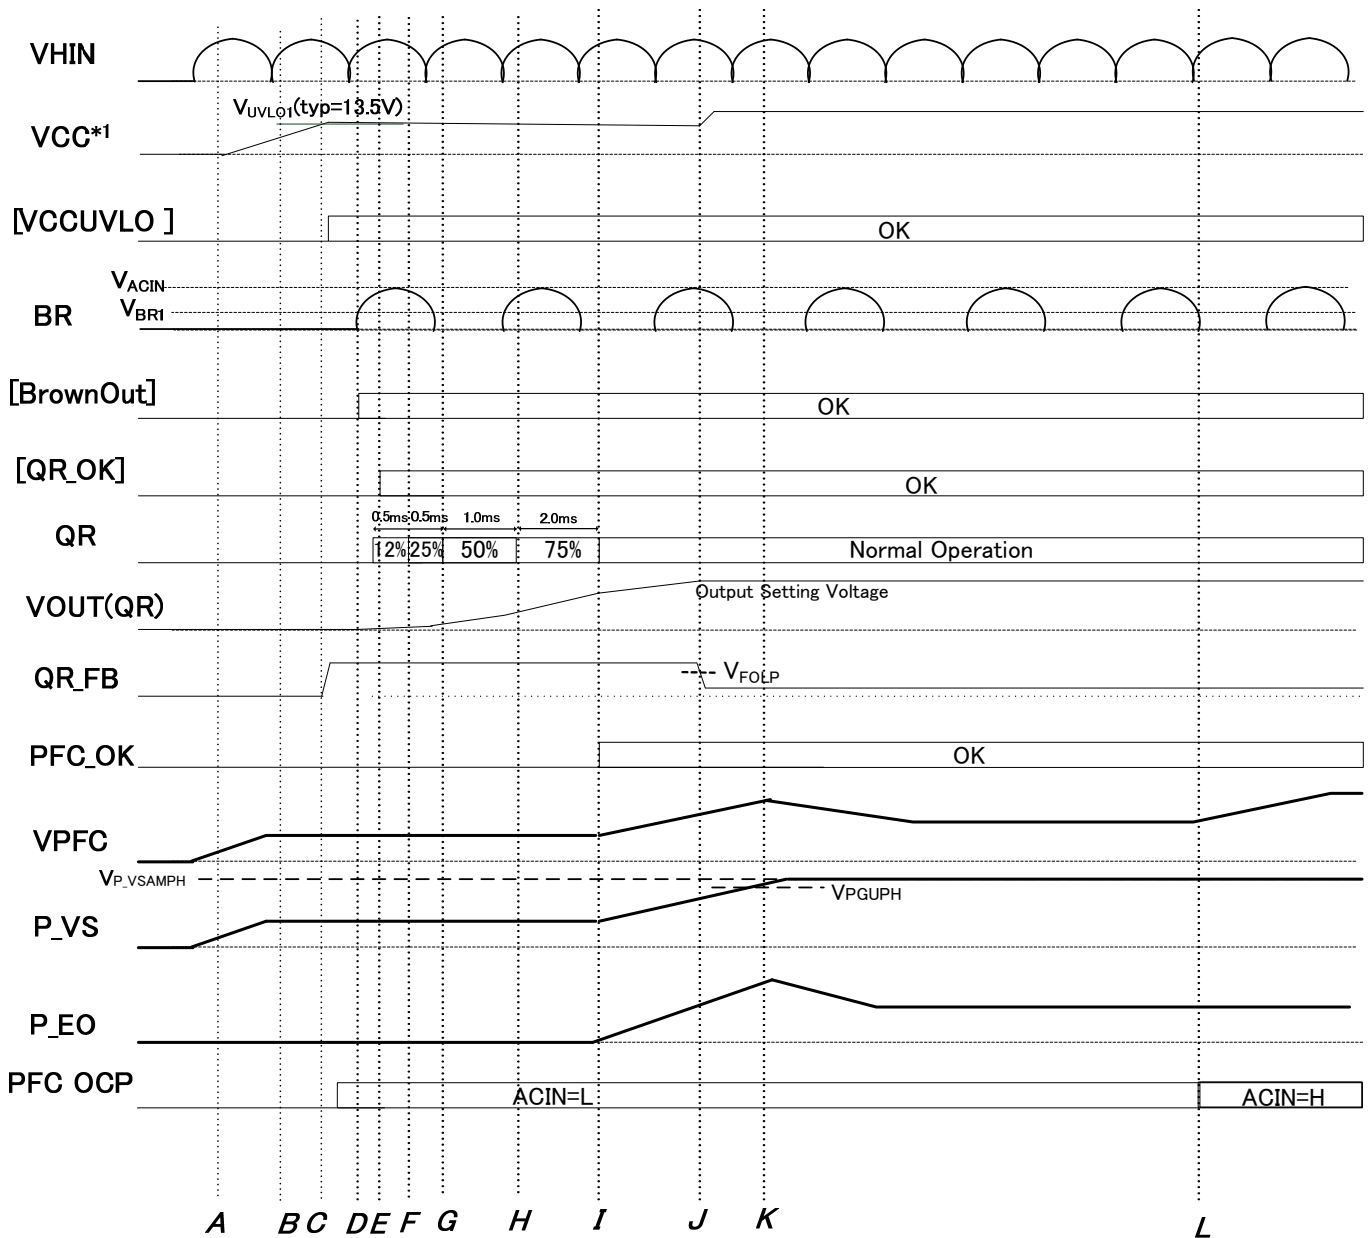 VHIN
VUVLO1(typ=13.5V)
VCC*1
[VCCUVLO ]
OK
VACIN
VBR1
BR
[BrownOut]
OK
[QR_OK]
OK
0.5ms 0.5ms 1.0ms 2.0ms
QR
12% 25% 50% 75% Normal Operation
VOUT(QR)
Output Setting Voltage
QR_FB
VFOLP
PFC_OK
OK
VPFC
VP_VSAMPH
VPGUPH
P_VS
P_EO
PFC OCP
ACIN=L
ACIN=H
A B C D E F G H I J K L